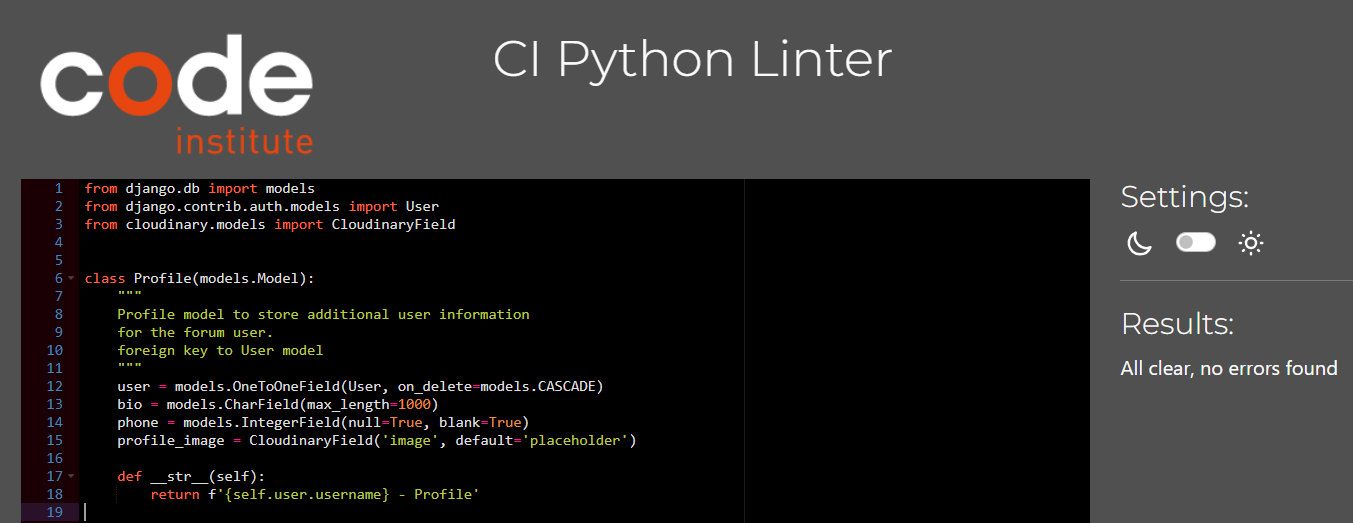 code
institute
CI Python Linter
1 from django.db import models
2 from django.contrib.auth.models import User
3 from cloudinary.models import CloudinaryField
4
5
6 class Profile(models.Model):
7     """
8     Profile model to store additional user information
9     for the forum user.
10     foreign key to User model
11     """
12     user = models.OneToOneField(User, on_delete=models.CASCADE)
13     bio = models.CharField(max_length=1000)
14     phone = models.IntegerField(null=True, blank=True)
15     profile_image = CloudinaryField('image', default='placeholder')
16
17     def __str__(self):
18         return f'{self.user.username} - Profile'
19
Settings:
Results:
All clear, no errors found